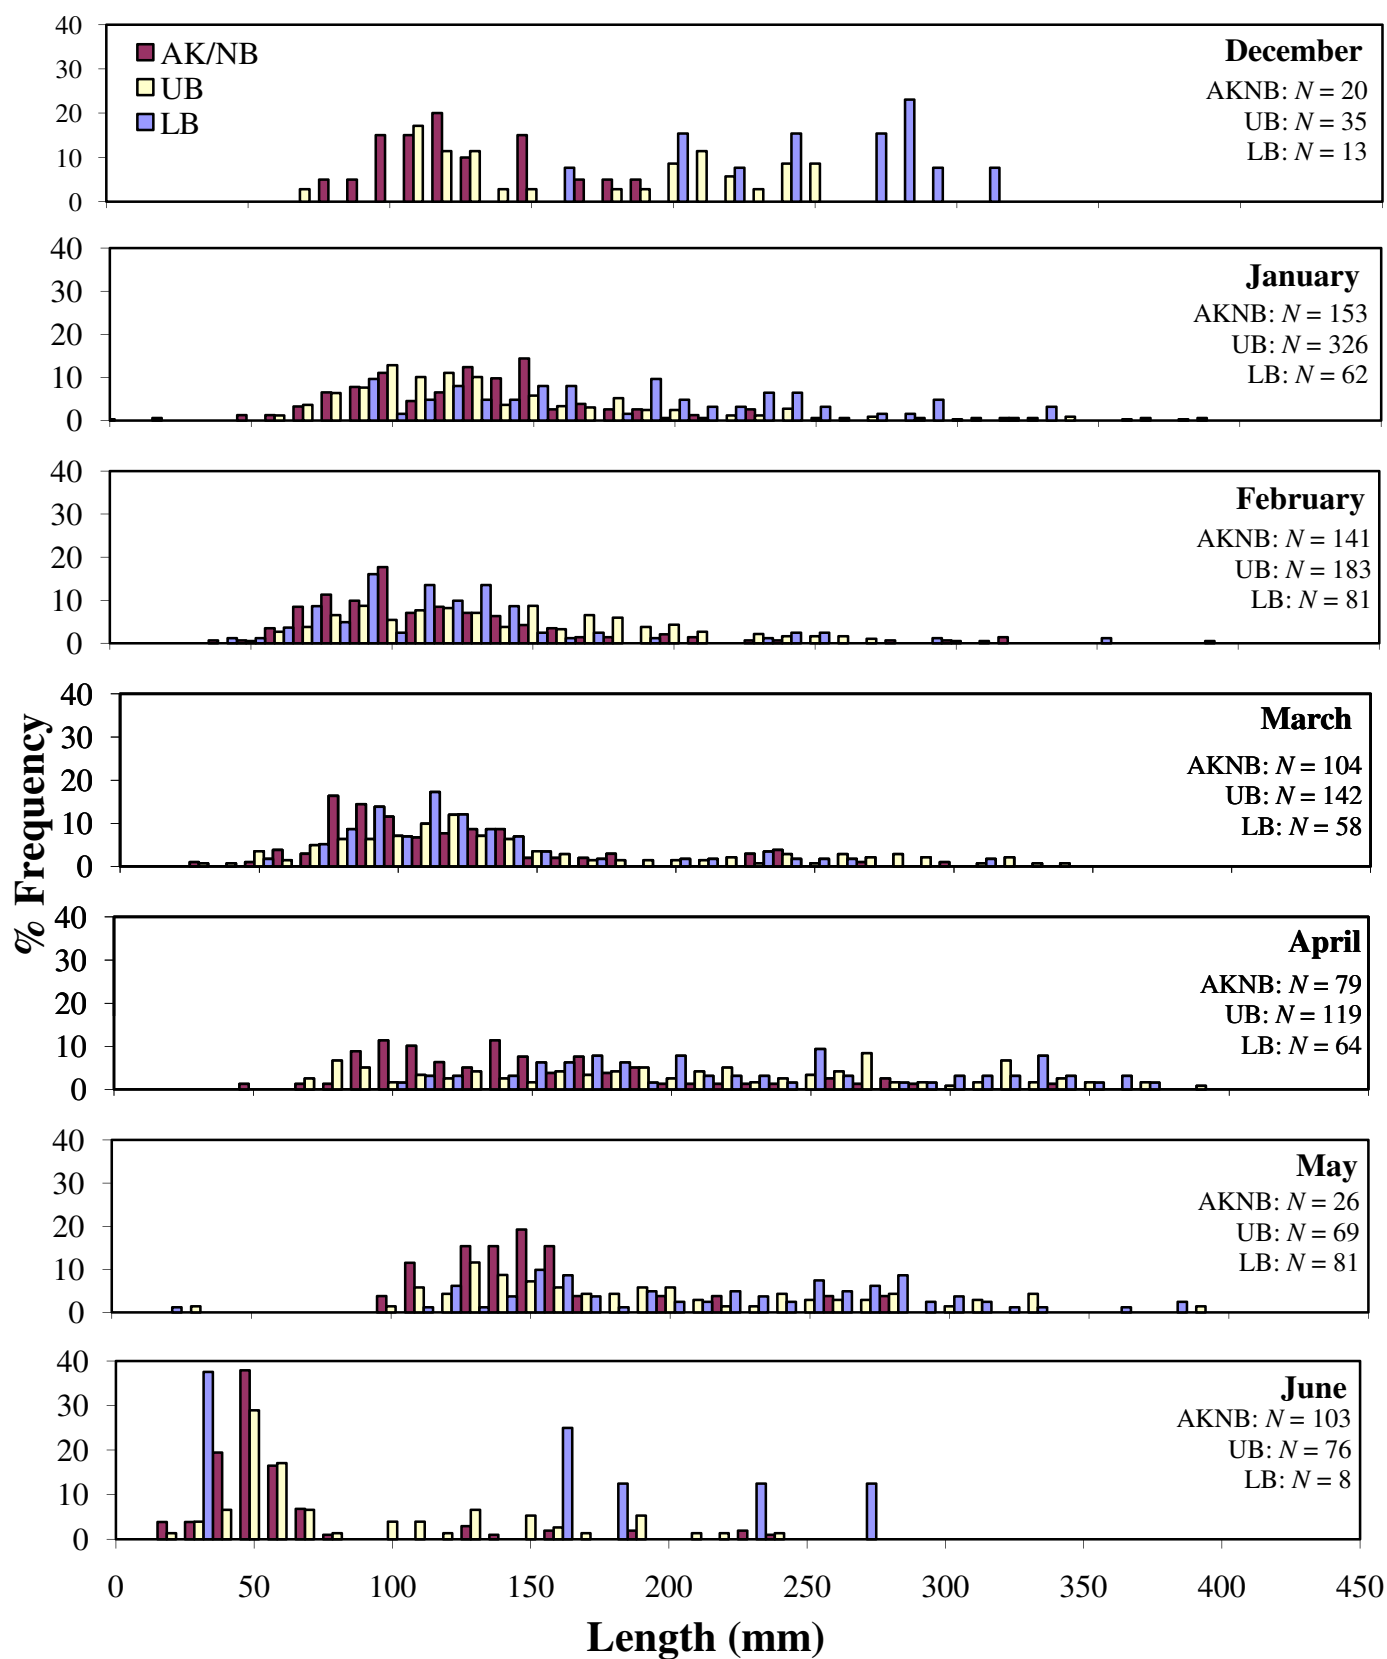 40
30
20
10
0
AK/NB
UB
LB
December
AKNB: N = 20
UB: N = 35
LB: N = 13
40
30
20
10
0
January
AKNB: N = 153
UB: N = 326
LB: N = 62
40
30
20
10
0
February
AKNB: N = 141
UB: N = 183
LB: N = 81
% Frequency
40
30
20
10
0
March
AKNB: N = 104
UB: N = 142
LB: N = 58
40
30
20
10
0
April
AKNB: N = 79
UB: N = 119
LB: N = 64
40
30
20
10
0
May
AKNB: N = 26
UB: N = 69
LB: N = 81
40
30
20
10
0
June
AKNB: N = 103
UB: N = 76
LB: N = 8
0 50 100 150 200 250 300 350 400 450
Length (mm)